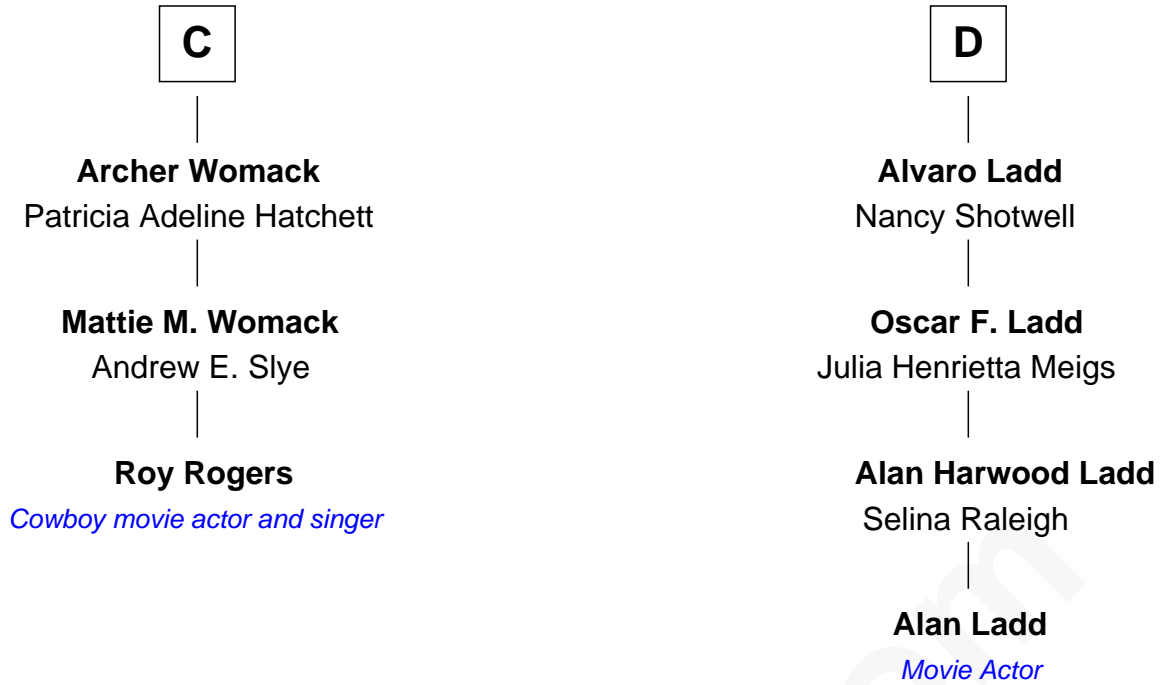 C
Archer Womack
Patricia Adeline Hatchett
Mattie M. Womack
Andrew E. Slye
Roy Rogers
Cowboy movie actor and singer
D
Alvaro Ladd
Nancy Shotwell
Oscar F. Ladd
Julia Henrietta Meigs
Alan Harwood Ladd
Selina Raleigh
Alan Ladd
Movie Actor